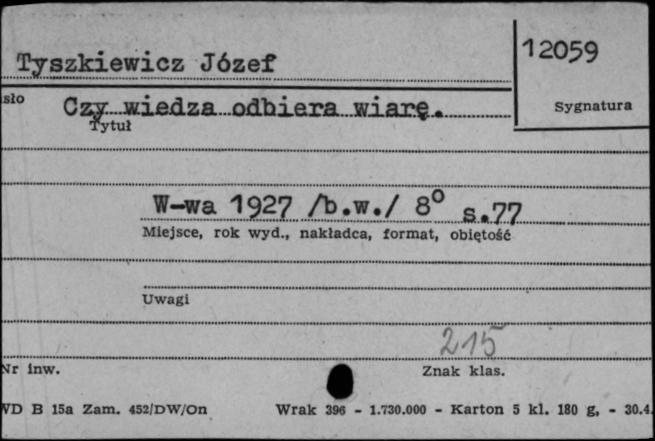 12059
Tyszkiewicz Józef
Sygnatura
sło
Czy wiedza odbiera wiarę.
Tytuł
W-wa 1927 /b.w./ 8° s.77
Miejsce, rok wyd., nakładca, format, objętość
Uwagi
215
Nr inw.
Znak klas.
WD B 15a Zam. 452/DW/On Wrak 396 - 1.730.000 - Karton 5 kl. 180 g, - 30.4.